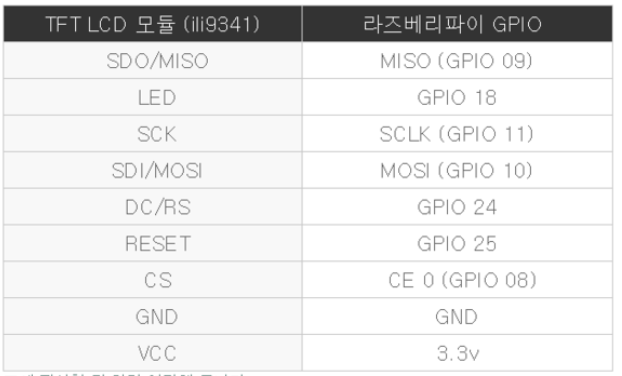 TFT LCD 모듈 (ili9341) 라즈베리파이 GPIO
SDO/MISO MISO (GPIO 09)
LED GPIO 18
SCK SCLK (GPIO 11)
SDI/MOSI MOSI (GPIO 10)
DC/RS GPIO 24
RESET GPIO 25
CS CE 0 (GPIO 08)
GND GND
VCC 3.3v